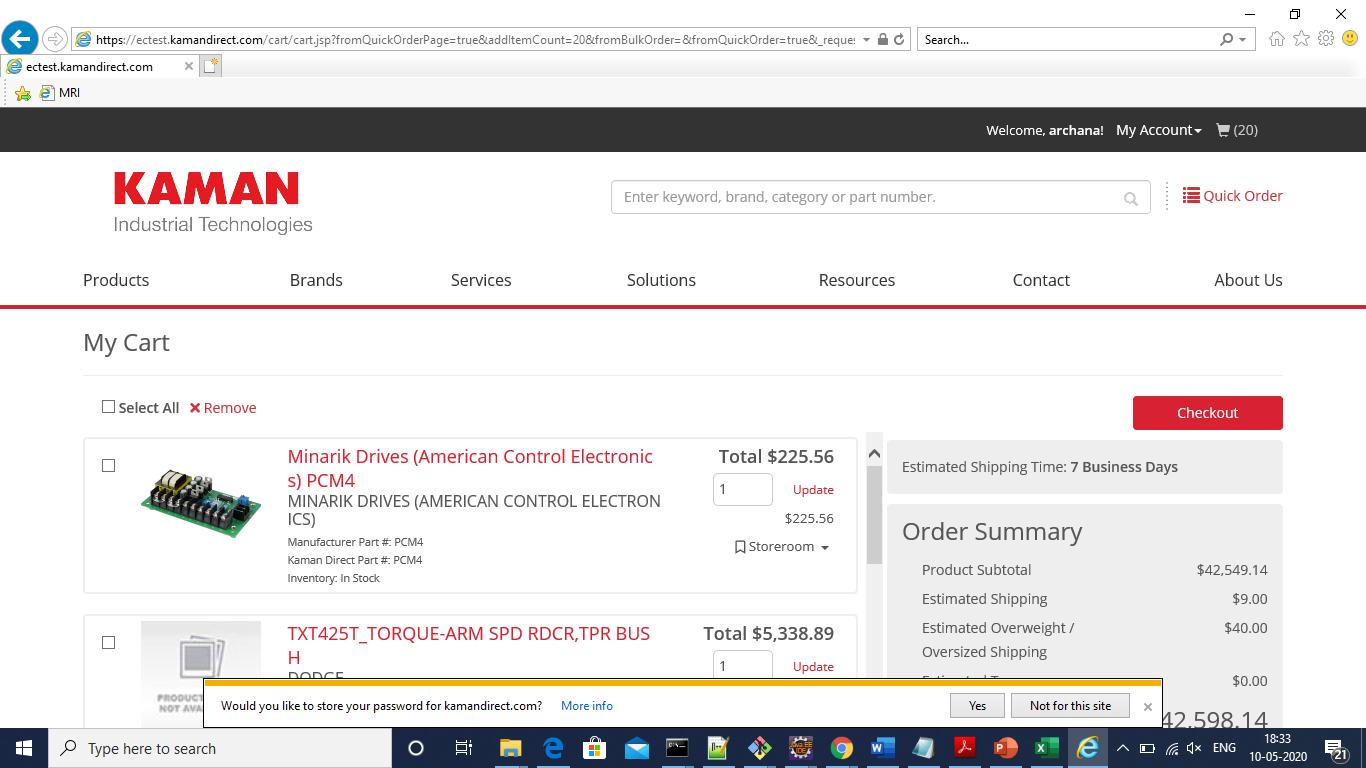 https://ectest.kamandirect.com/cart/cart.jsp?fromQuickOrderPage=true&addItemCount=20&fromBulkOrder=&fromQuickOrder=true&_reques
Search...
ectest.kamandirect.com
MRI
Welcome, archana! My Account (20)
KAMAN
Industrial Technologies
Enter keyword, brand, category or part number.
Quick Order
Products Brands Services Solutions Resources Contact About Us
My Cart
Select All Remove
Checkout
Minarik Drives (American Control Electronic
s) PCM4
MINARIK DRIVES (AMERICAN CONTROL ELECTRON
ICS)
Manufacturer Part #: PCM4
Kaman Direct Part #: PCM4
Inventory: In Stock
Total $225.56
1 Update
$225.56
Storeroom
Estimated Shipping Time: 7 Business Days
Order Summary
Product Subtotal $42,549.14
Estimated Shipping $9.00
Estimated Overweight / $40.00
Oversized Shipping
$0.00
42,598.14
TXT425T_TORQUE-ARM SPD RDCR,TPR BUS
H
DODGE
Total $5,338.89
1 Update
PRODUC
NOT AVA
Would you like to store your password for kamandirect.com? More info Yes Not for this site
Type here to search
ENG
18:33
10-05-2020
21